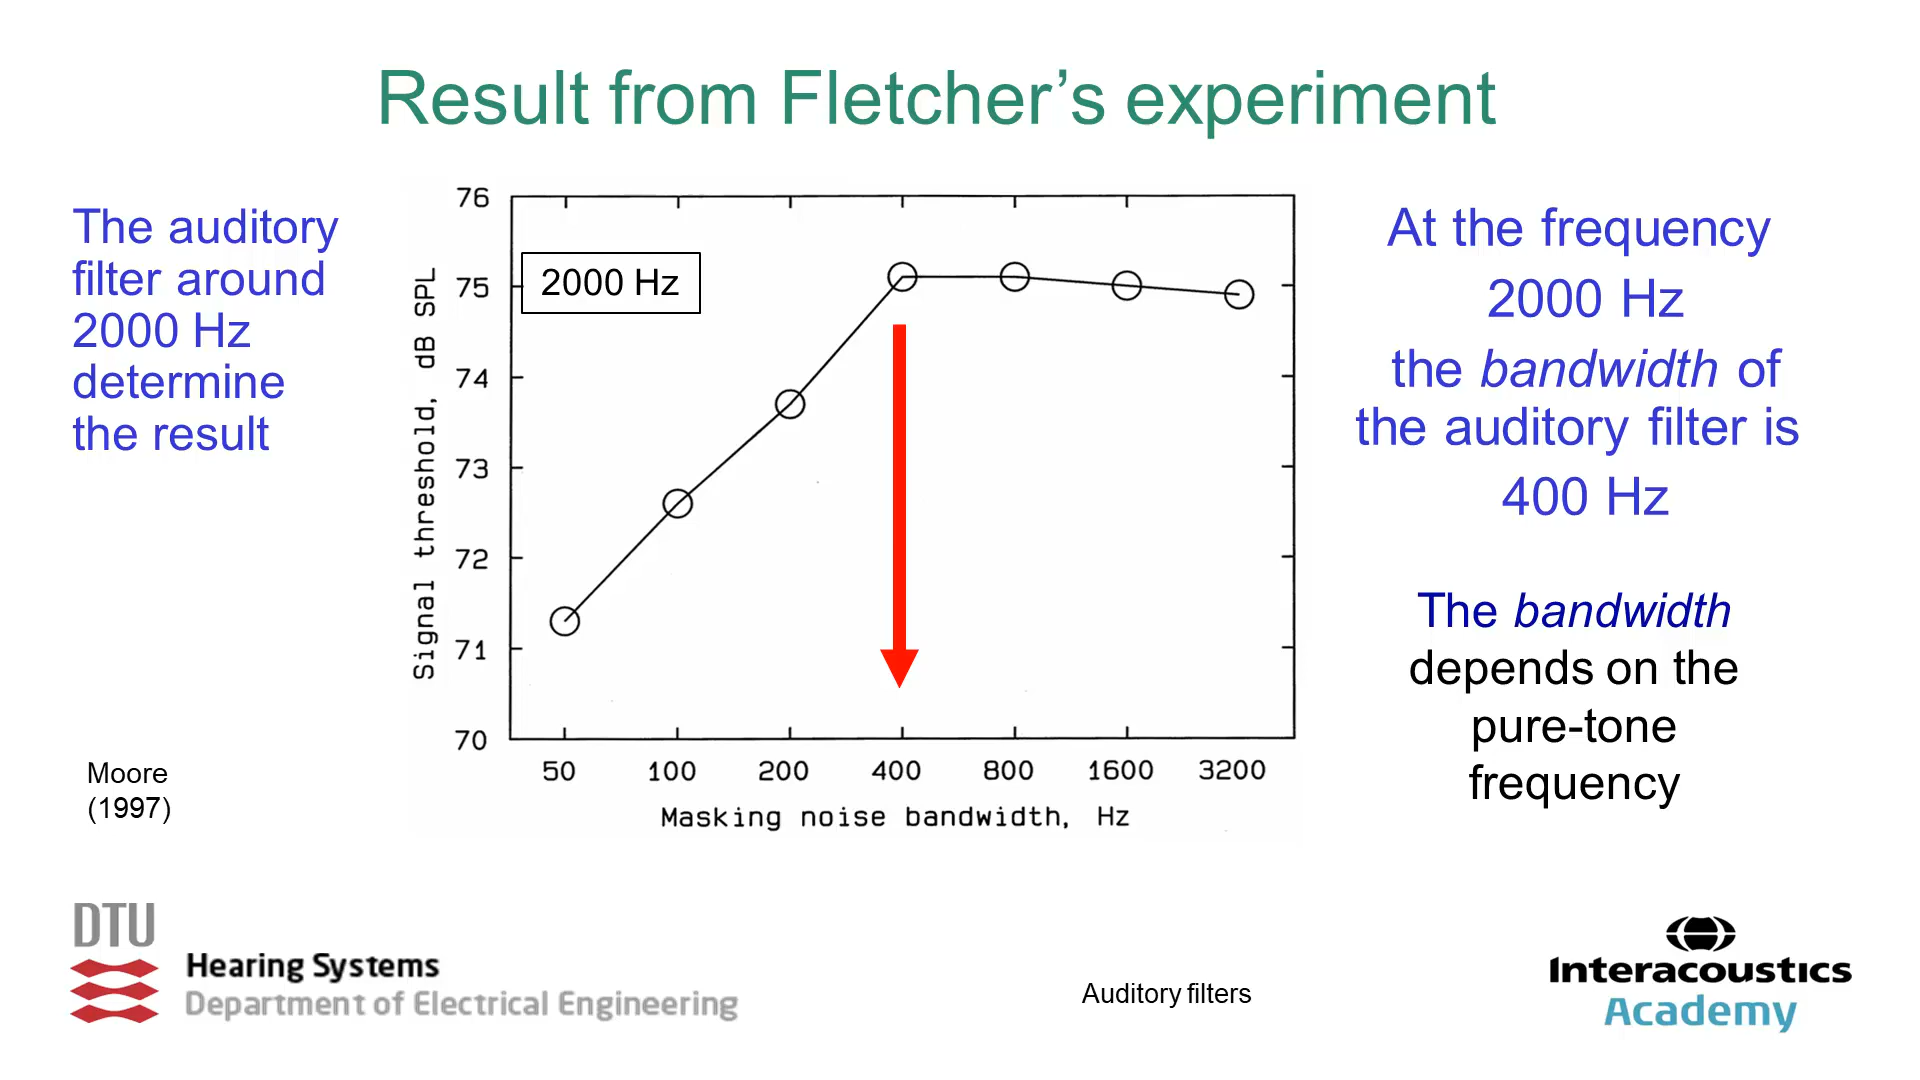 Result from Fletcher’s experiment
The auditory
filter around
2000 Hz
determine
the result
Moore
(1997)
Signal threshold, dB SPL
76
75
74
73
72
71
70
2000 Hz
50 100 200 400 800 1600 3200
Masking noise bandwidth, Hz
At the frequency
2000 Hz
the bandwidth of
the auditory filter is
400 Hz
The bandwidth
depends on the
pure-tone
frequency
DTU
Hearing Systems
Department of Electrical Engineering
Auditory filters
Interacoustics
Academy